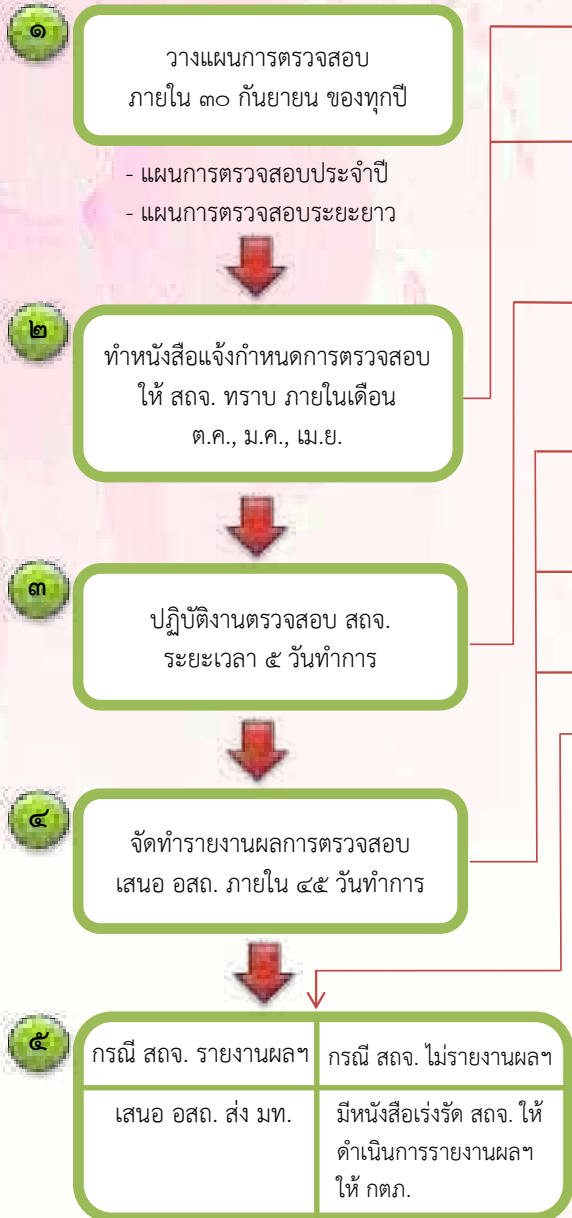 ๑
วางแผนการตรวจสอบ
ภายใน ๓๐ กันยายน ของทุกปี
- แผนการตรวจสอบประจำปี
- แผนการตรวจสอบระยะยาว
๒
ทำหนังสือแจ้งกำหนดการตรวจสอบ
ให้ สถจ. ทราบ ภายในเดือน
ต.ค., ม.ค., เม.ย.
๓
ปฏิบัติงานตรวจสอบ สถจ.
ระยะเวลา ๕ วันทำการ
๔
จัดทำรายงานผลการตรวจสอบ
เสนอ อสถ. ภายใน ๔๕ วันทำการ
๕
กรณี สถจ. รายงานผลฯ
เสนอ อสถ. ส่ง มท.
กรณี สถจ. ไม่รายงานผลฯ
มีหนังสือเร่งรัด สถจ. ให้
ดำเนินการรายงานผลฯ
ให้ กตภ.